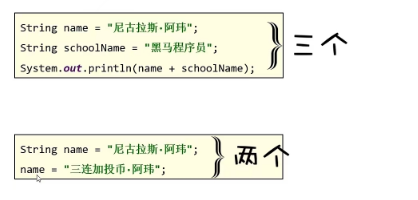 String name = "尼古拉斯·阿玮";
String schoolName = "黑马程序员";
System.out.println(name + schoolName);
三个
String name = "尼古拉斯·阿玮";
name = "三连加投币·阿玮";
两个